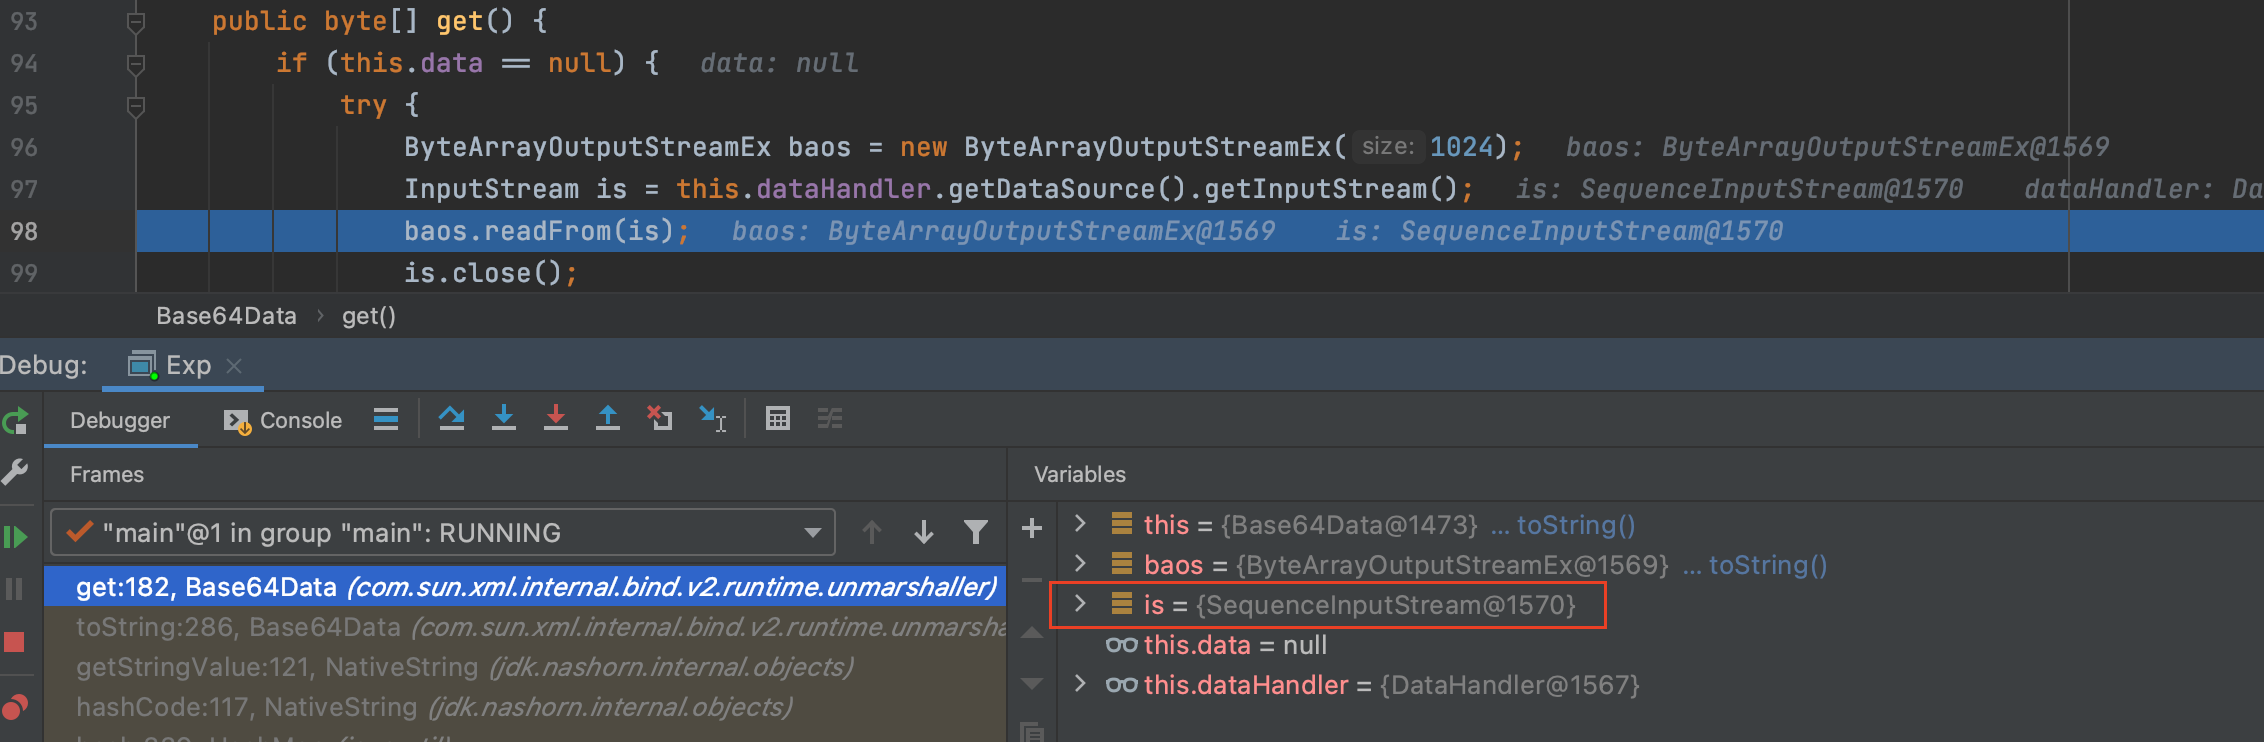 93 public byte[] get() {
94 if (this.data == null) { data: null
95 try {
96 ByteArrayOutputStreamEx baos = new ByteArrayOutputStreamEx( size: 1024); baos: ByteArrayOutputStreamEx@1569
97 InputStream is = this.dataHandler.getDataSource().getInputStream(); is: SequenceInputStream@1570 dataHandler: Da
98 baos.readFrom(is); baos: ByteArrayOutputStreamEx@1569 is: SequenceInputStream@1570
99 is.close();
Base64Data › get()
Debug: Exp
Debugger Console
Frames
Variables
"main"@1 in group "main": RUNNING
get:182, Base64Data (com.sun.xml.internal.bind.v2.runtime.unmarshaller)
toString:286, Base64Data (com.sun.xml.internal.bind.v2.runtime.unmarsha
getStringValue:121, NativeString (jdk.nashorn.internal.objects)
hashCode:117, NativeString (jdk.nashorn.internal.objects)
this = {Base64Data@1473} ... toString()
baos = {ByteArrayOutputStreamEx@1569} ... toString()
is = {SequenceInputStream@1570}
this.data = null
this.dataHandler = {DataHandler@1567}